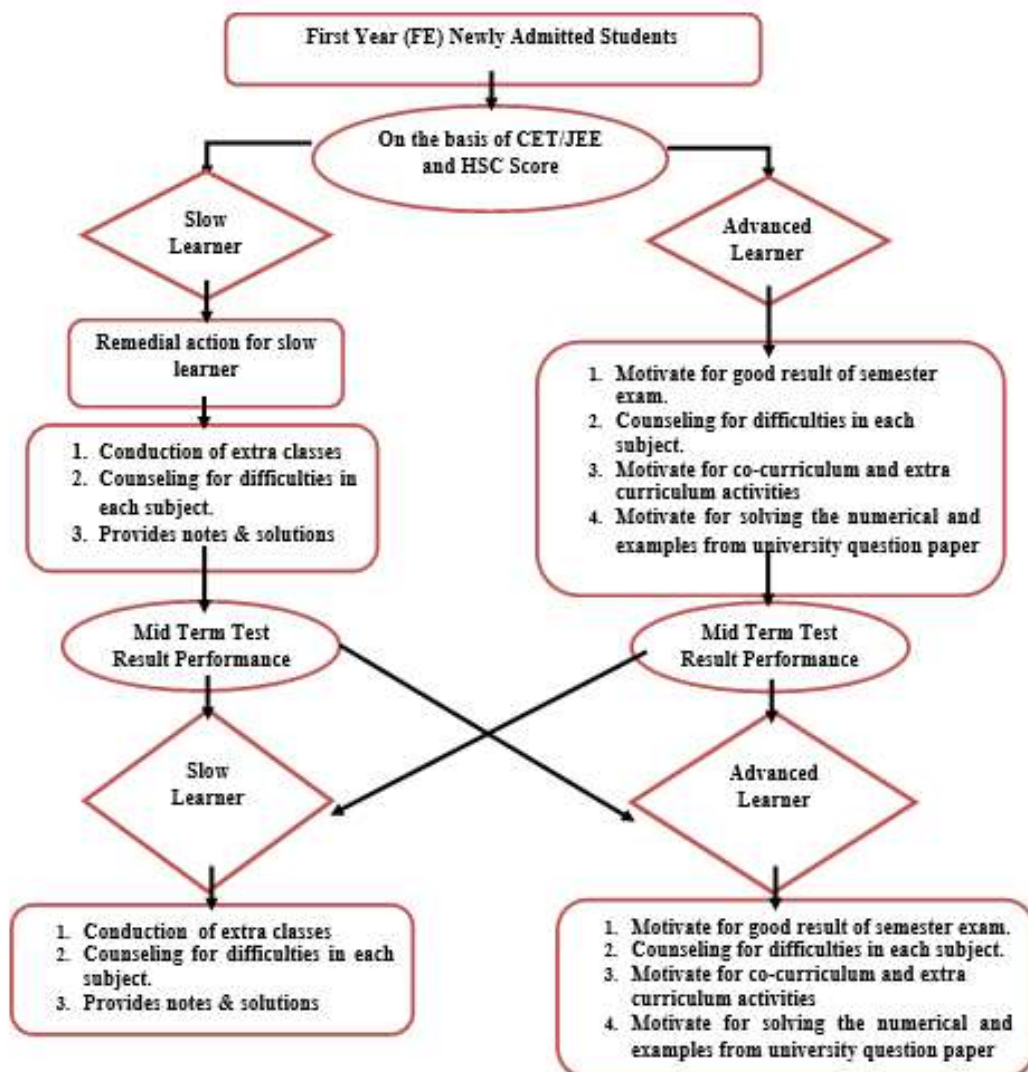 First Year (FE) Newly Admitted Students
On the basis of CET/JEE
and HSC Score
Slow
Learner
Advanced
Learner
Remedial action for slow
learner
1. Conduction of extra classes
2. Counseling for difficulties in
each subject.
3. Provides notes & solutions
1. Motivate for good result of semester
exam.
2. Counseling for difficulties in each
subject.
3. Motivate for co-curriculum and extra
curriculum activities
4. Motivate for solving the numerical and
examples from university question paper
Mid Term Test
Result Performance
Mid Term Test
Result Performance
Slow
Learner
Advanced
Learner
1. Conduction of extra classes
2. Counseling for difficulties in each
subject.
3. Provides notes & solutions
1. Motivate for good result of semester exam.
2. Counseling for difficulties in each subject.
3. Motivate for co-curriculum and extra
curriculum activities
4. Motivate for solving the numerical and
examples from university question paper